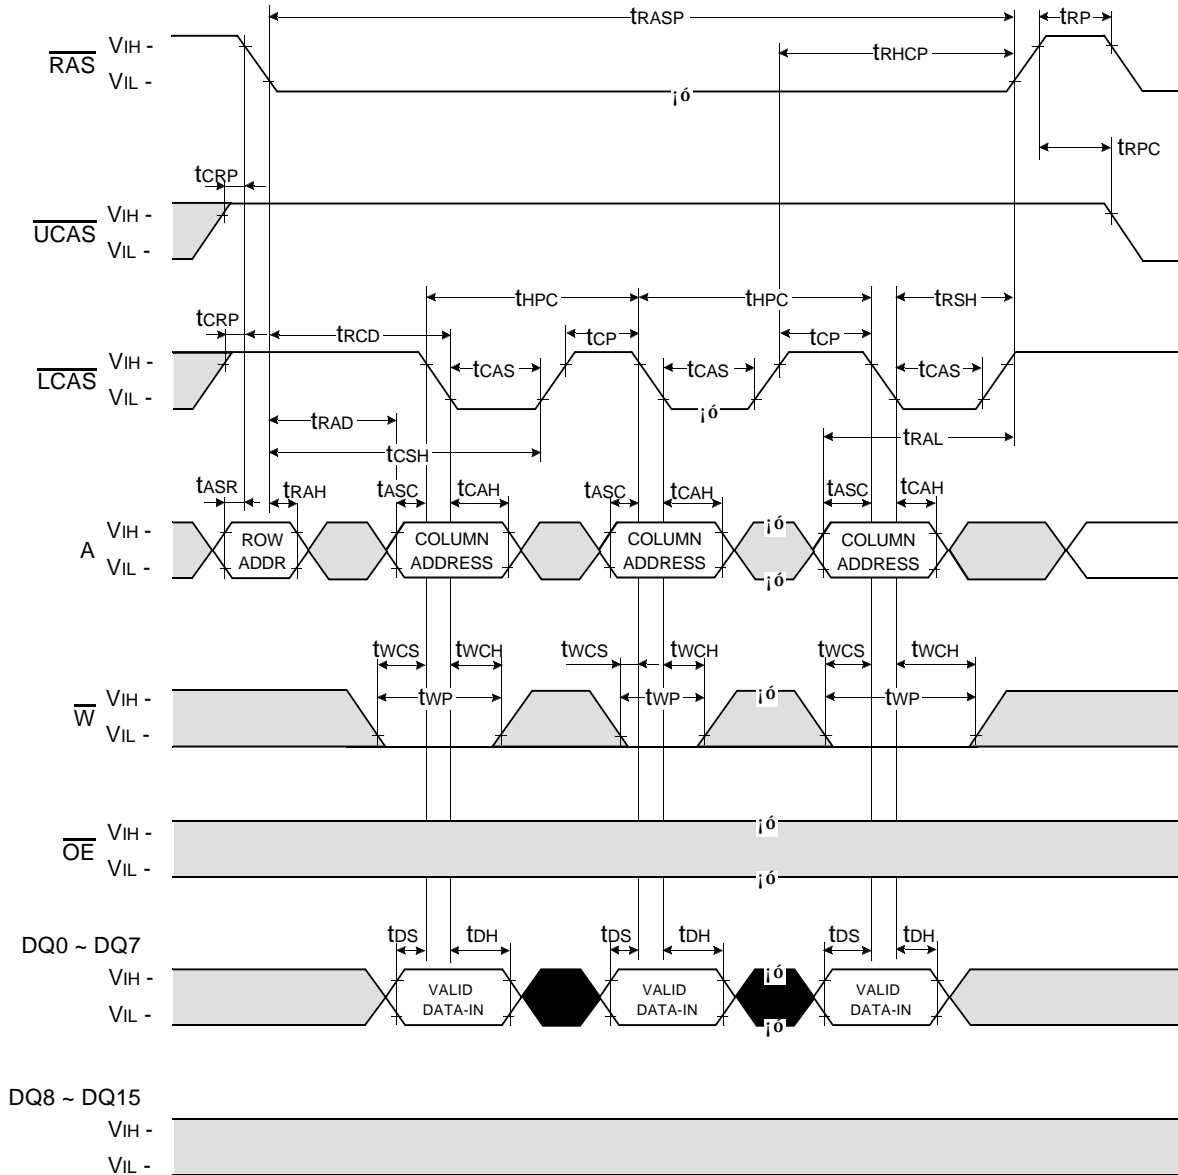 tRASP tRP
RAS VIH - tRHCP
VIL -
¡ó
tRPC
tCRP
UCAS VIH -
VIL -
tHPC tHPC tRSH
tCRP tRCD tCP tCP
LCAS VIH - tCAS tCAS tCAS
VIL -
¡ó
tRAD tRAL
tCSH
tASR tRAH tASC tCAH tASC tCAH tASC tCAH
A VIH - ROW COLUMN COLUMN ¡ó COLUMN
VIL - ADDR ADDRESS ADDRESS ¡ó ADDRESS
tWCS tWCH tWCS tWCH tWCS tWCH
tWP tWP tWP
W VIH - ¡ó
VIL -
OE VIH - ¡ó
VIL - ¡ó
DQ0 ~ DQ7 tDS tDH tDS tDH tDS tDH
VIH - VALID VALID ¡ó VALID
VIL - DATA-IN DATA-IN ¡ó DATA-IN
DQ8 ~ DQ15
VIH -
VIL -